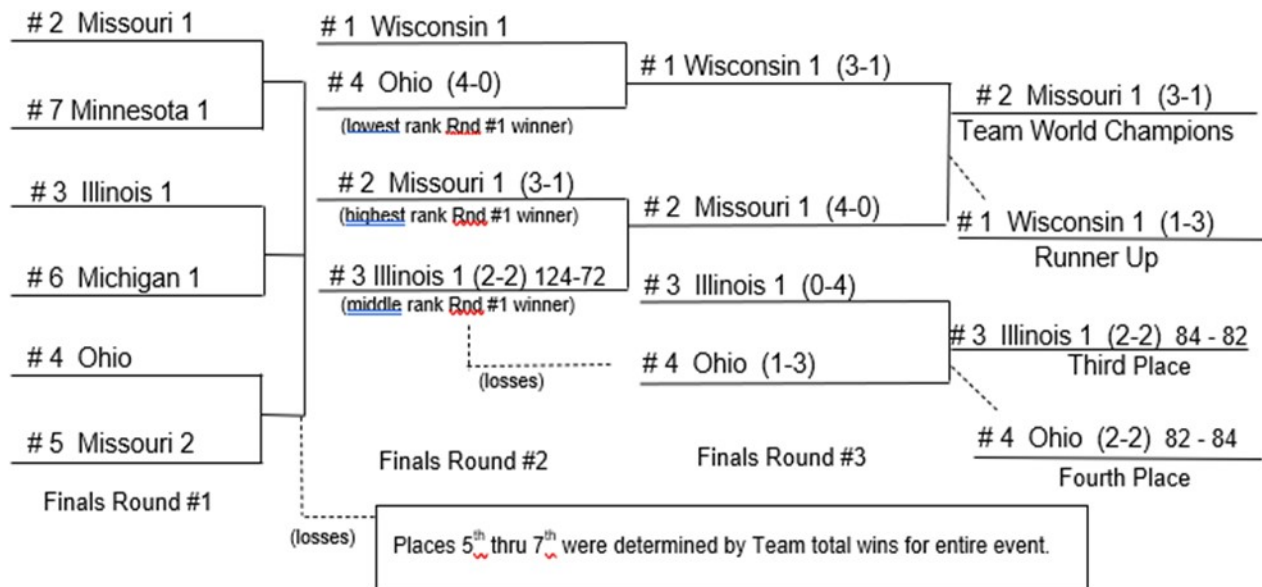 # 2 Missouri 1
# 7 Minnesota 1
# 3 Illinois 1
# 6 Michigan 1
# 4 Ohio
# 5 Missouri 2
Finals Round #1
# 1 Wisconsin 1
# 4 Ohio (4-0)
(lowest rank Rnd #1 winner)
# 2 Missouri 1 (3-1)
(highest rank Rnd #1 winner)
# 3 Illinois 1 (2-2) 124-72
(middle rank Rnd #1 winner)
(losses)
Finals Round #2
# 1 Wisconsin 1 (3-1)
# 2 Missouri 1 (4-0)
# 3 Illinois 1 (0-4)
# 4 Ohio (1-3)
Finals Round #3
# 2 Missouri 1 (3-1)
Team World Champions
# 1 Wisconsin 1 (1-3)
Runner Up
# 3 Illinois 1 (2-2) 84 - 82
Third Place
# 4 Ohio (2-2) 82 - 84
Fourth Place
(losses)
Places 5th thru 7th were determined by Team total wins for entire event.